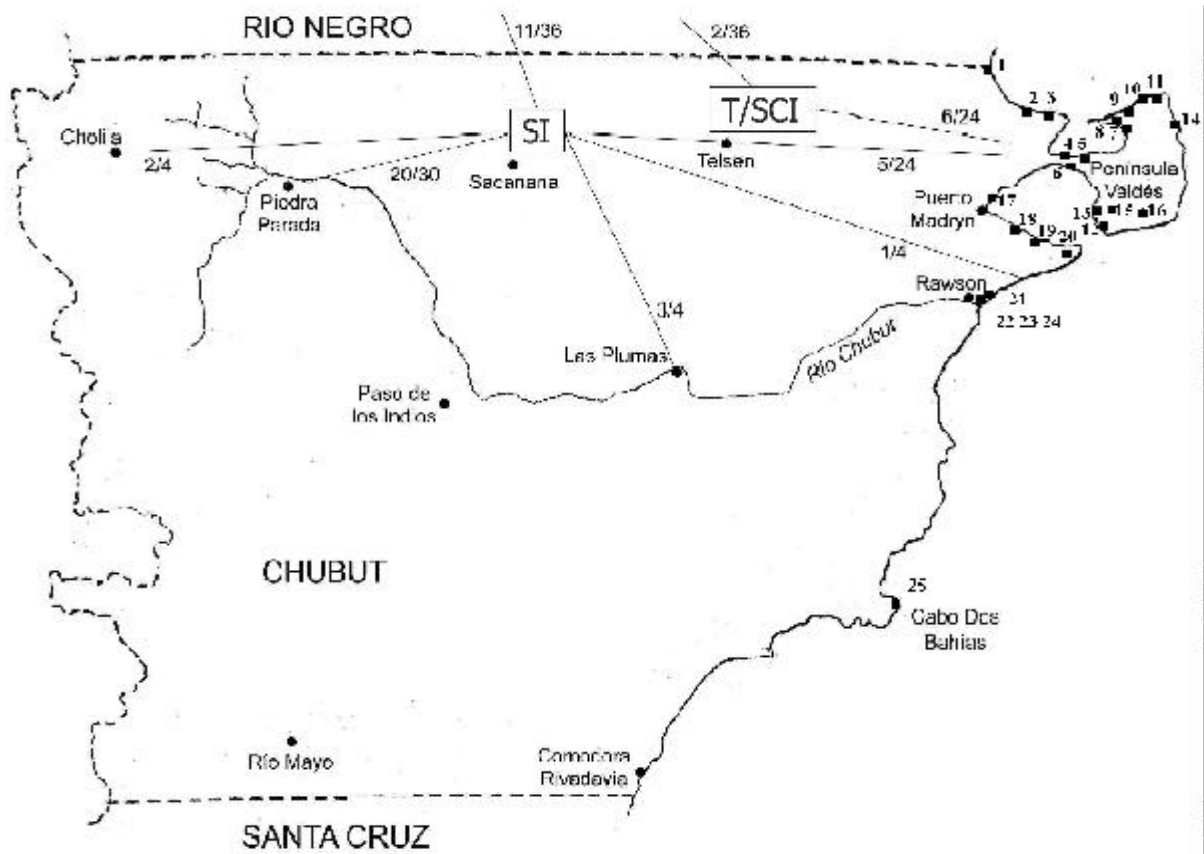 RIO NEGRO
11/36
2/36
1
2 3
9 10 11
14
8 7
T/SCI
6/24
SI
Cholila
2/4
Telsen
5/24
4 5
6
Península
Valdés
20/30
Sacanana
Piedra
Parada
Puerto
Madryn
17
13 15 16
12
18
19 20
1/4
Rawson
21
22 23 24
3/4
Las Plumas
Río Chubut
Paso de
los Indios
CHUBUT
25
Cabo Dos
Bahías
Río Mayo
Comodoro
Rivadavia
SANTA CRUZ